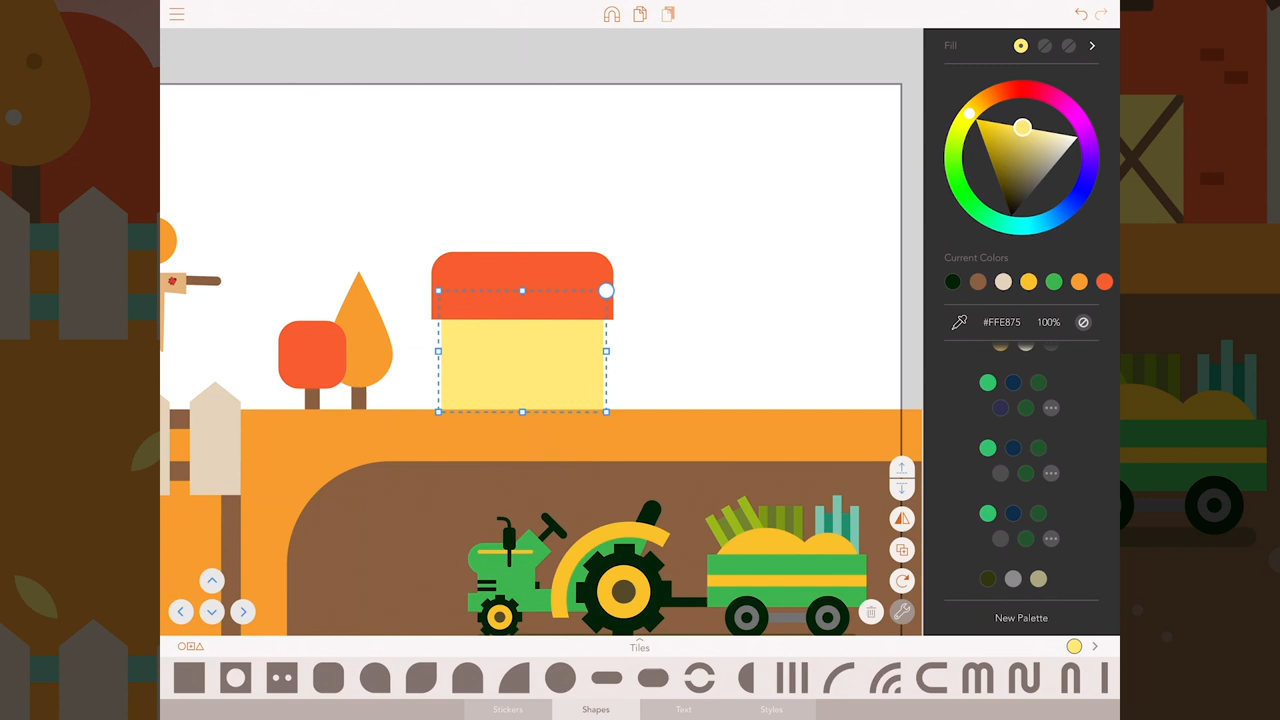 Fill
Current Colors
#FFE875 100%
New Palette
Tiles
Stickers Shapes Text Styles